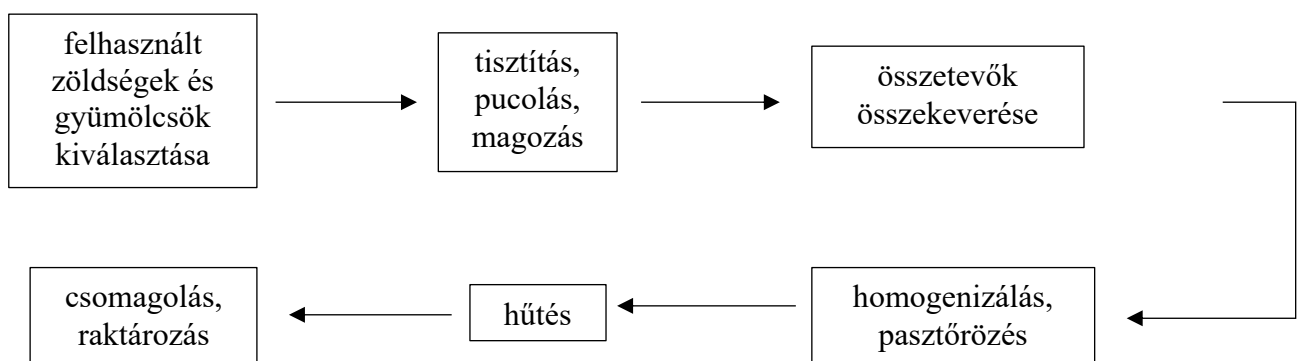 felhasznált
zöldségek és
gyümölcsök
kiválasztása
tisztítás,
pucolás,
magozás
összetevők
összekeverése
homogenizálás,
pasztőrözés
hűtés
csomagolás,
raktározás